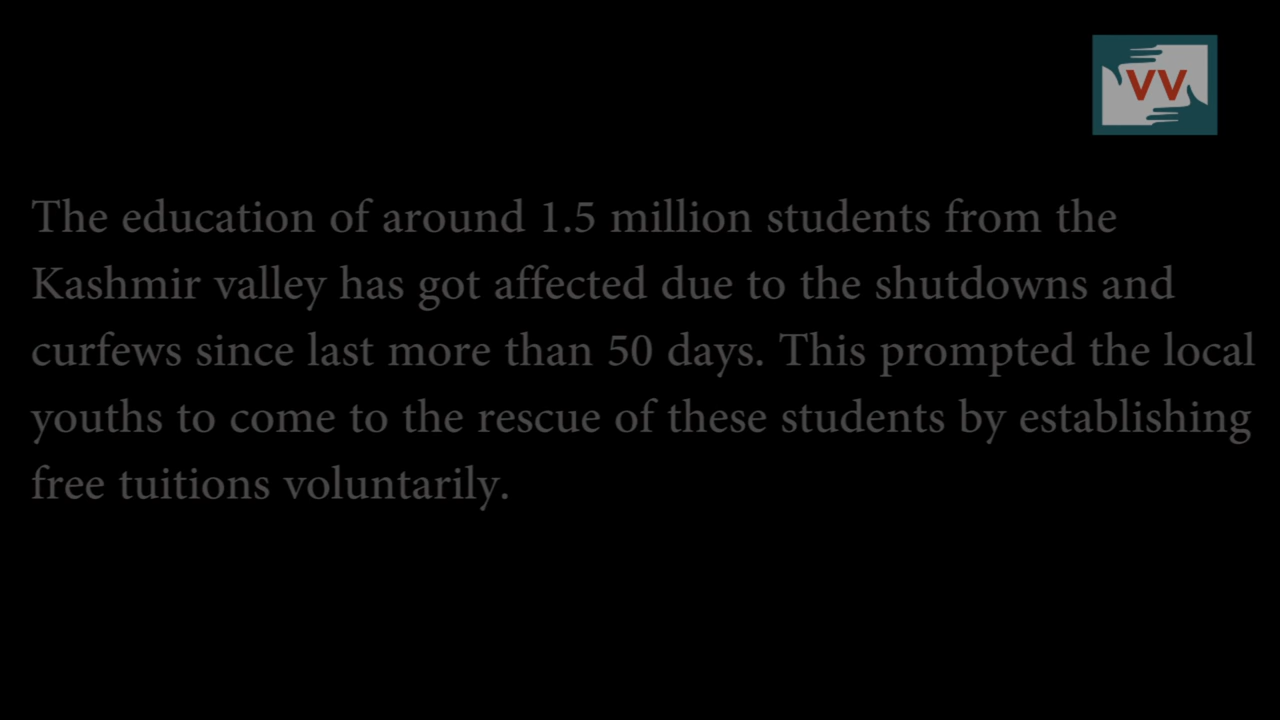 VV
The education of around 1.5 million students from the
Kashmir valley has got affected due to the shutdowns and
curfews since last more than 50 days. This prompted the local
youths to come to the rescue of these students by establishing
free tuitions voluntarily.